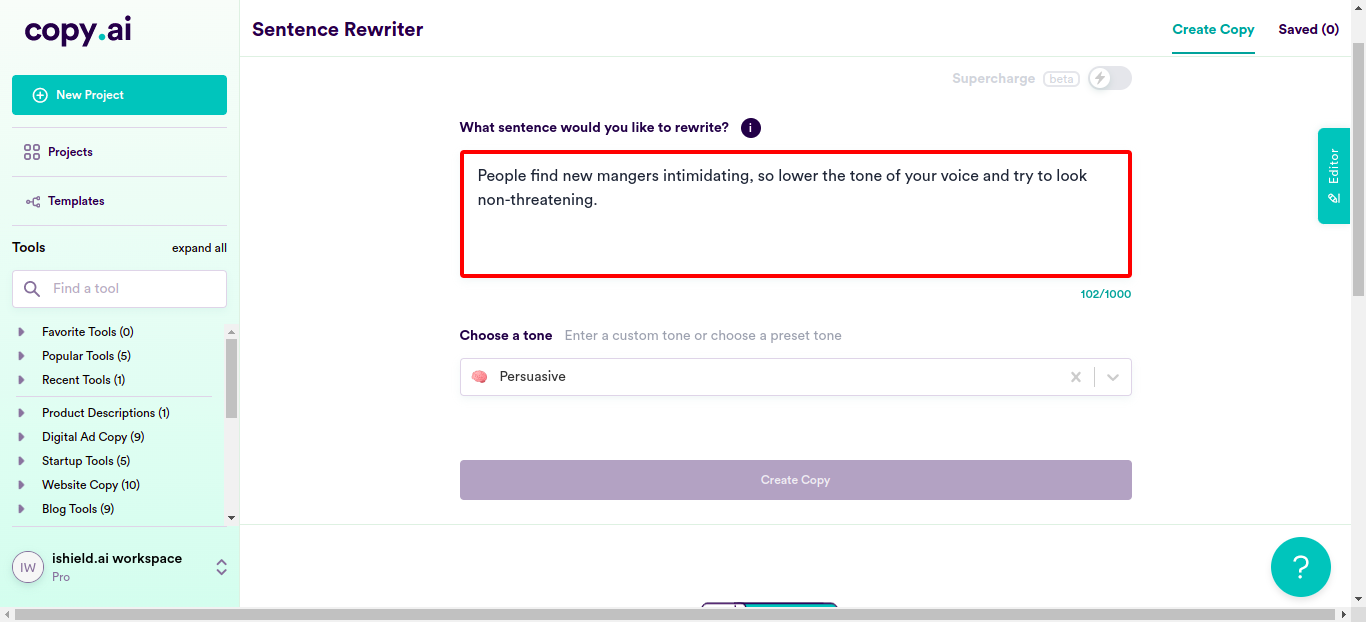 copy.ai
Sentence Rewriter
Create Copy
Saved (0)
New Project
Projects
Templates
Tools
expand all
Find a tool
Favorite Tools (0)
Popular Tools (5)
Recent Tools (1)
Product Descriptions (1)
Digital Ad Copy (9)
Startup Tools (5)
Website Copy (10)
Blog Tools (9)
IW
ishield.ai workspace
Pro
Supercharge beta
What sentence would you like to rewrite? i
People find new mangers intimidating, so lower the tone of your voice and try to look
non-threatening.
102/1000
Choose a tone Enter a custom tone or choose a preset tone
Persuasive
Create Copy
Editor
?